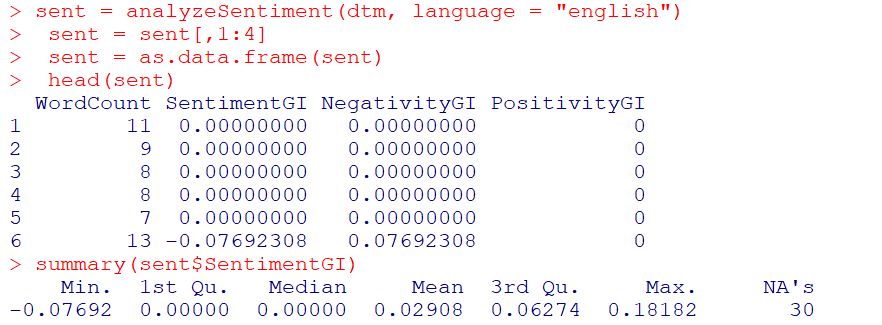 > sent = analyzeSentiment(dtm, language = "english")
>  sent = sent[,1:4]
>  sent = as.data.frame(sent)
>  head(sent)
  WordCount SentimentGI NegativityGI PositivityGI
1        11  0.00000000   0.00000000            0
2         9  0.00000000   0.00000000            0
3         8  0.00000000   0.00000000            0
4         8  0.00000000   0.00000000            0
5         7  0.00000000   0.00000000            0
6        13 -0.07692308   0.07692308            0
> summary(sent$SentimentGI)
    Min.  1st Qu.   Median     Mean  3rd Qu.     Max.     NA's
-0.07692  0.00000  0.00000  0.02908  0.06274  0.18182       30